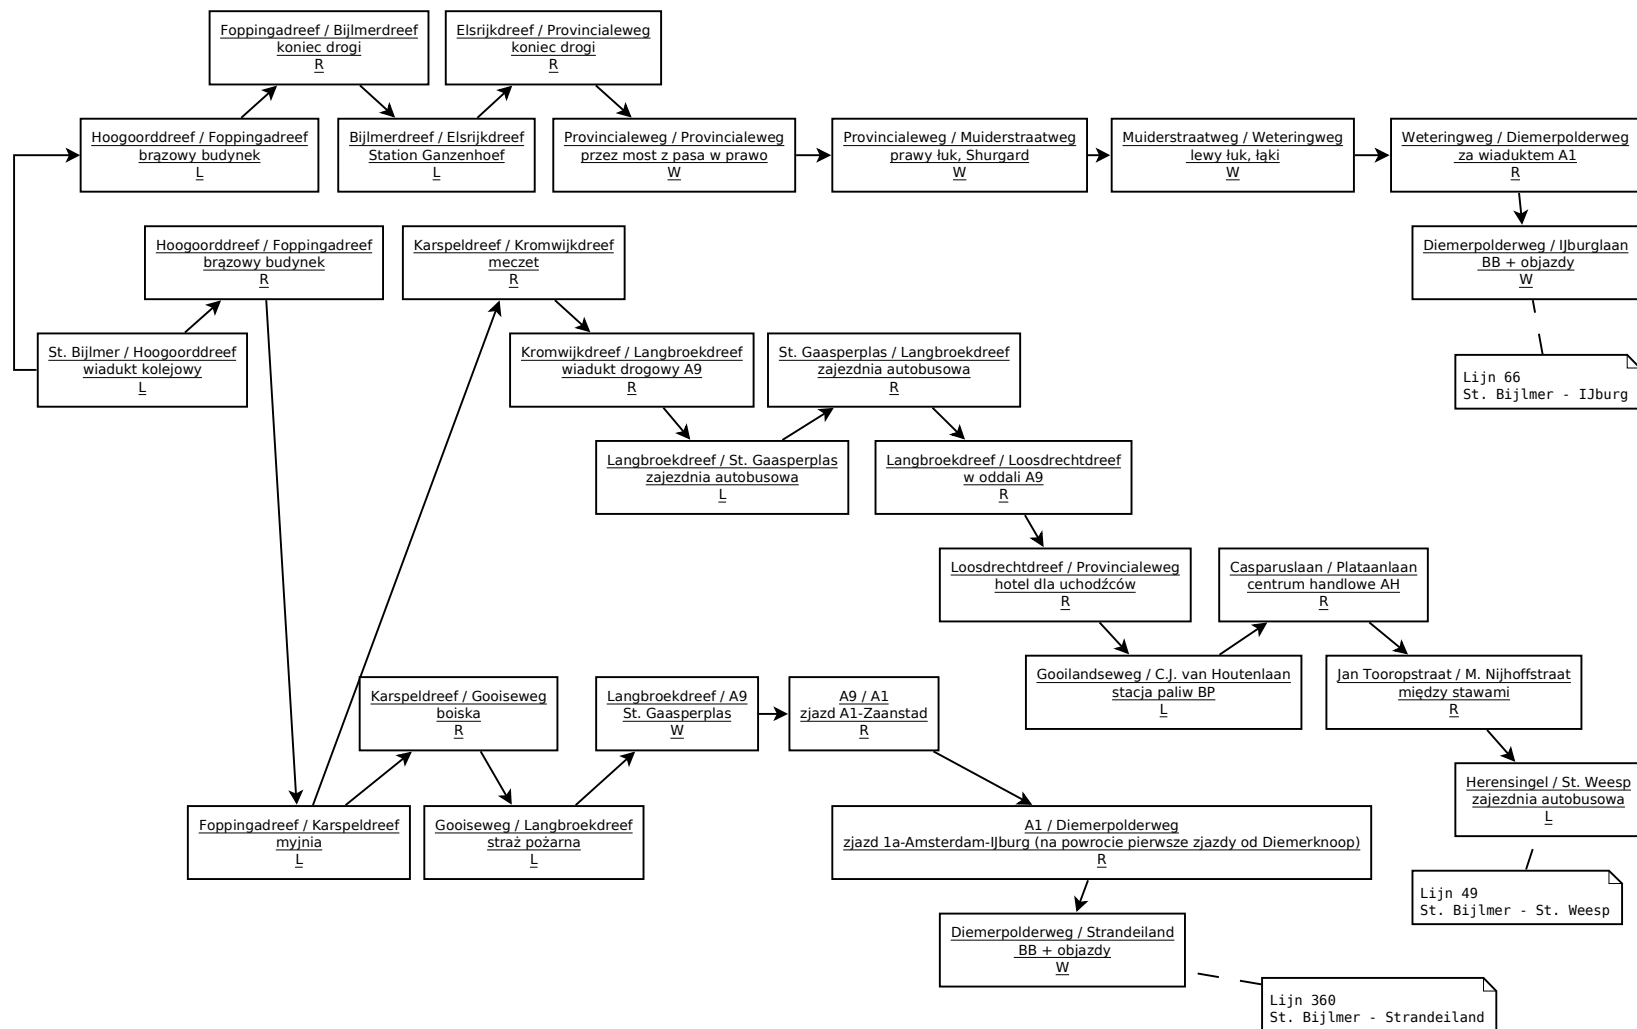 Foppingadreef / Bijlmerdreef
koniec drogi
R
Elsrijkdreef / Provincialeweg
koniec drogi
R
Hoogoorddreef / Foppingadreef
brązowy budynek
L
Bijlmerdreef / Elsrijkdreef
Station Ganzenhoef
L
Provincialeweg / Provincialeweg
przez most z pasa w prawo
W
Provincialeweg / Muiderstraatweg
prawy łuk, Shurgard
W
Muiderstraatweg / Weteringweg
lewy łuk, łąki
W
Weteringweg / Diemerpolderweg
za wiaduktem A1
R
Hoogoorddreef / Foppingadreef
brązowy budynek
R
Karspeldreef / Kromwijkdreef
meczet
R
Diemerpolderweg / IJburglaan
BB + objazdy
W
St. Bijlmer / Hoogoorddreef
wiadukt kolejowy
L
Kromwijkdreef / Langbroekdreef
wiadukt drogowy A9
R
St. Gaasperplas / Langbroekdreef
zajezdnia autobusowa
R
Lijn 66
St. Bijlmer - IJburg
Langbroekdreef / St. Gaasperplas
zajezdnia autobusowa
L
Langbroekdreef / Loosdrechtdreef
w oddali A9
R
Loosdrechtdreef / Provincialeweg
hotel dla uchodźców
R
Casparuslaan / Plataanlaan
centrum handlowe AH
R
Gooilandseweg / C.J. van Houtenlaan
stacja paliw BP
L
Jan Tooropstraat / M. Nijhoffstraat
między stawami
R
Karspeldreef / Gooiseweg
boiska
R
Langbroekdreef / A9
St. Gaasperplas
W
A9 / A1
zjazd A1-Zaanstad
R
Herensingel / St. Weesp
zajezdnia autobusowa
L
Foppingadreef / Karspeldreef
myjnia
L
Gooiseweg / Langbroekdreef
straż pożarna
L
A1 / Diemerpolderweg
zjazd 1a-Amsterdam-IJburg (na powrocie pierwsze zjazdy od Diemerknoop)
R
Lijn 49
St. Bijlmer - St. Weesp
Diemerpolderweg / Strandeiland
BB + objazdy
W
Lijn 360
St. Bijlmer - Strandeiland